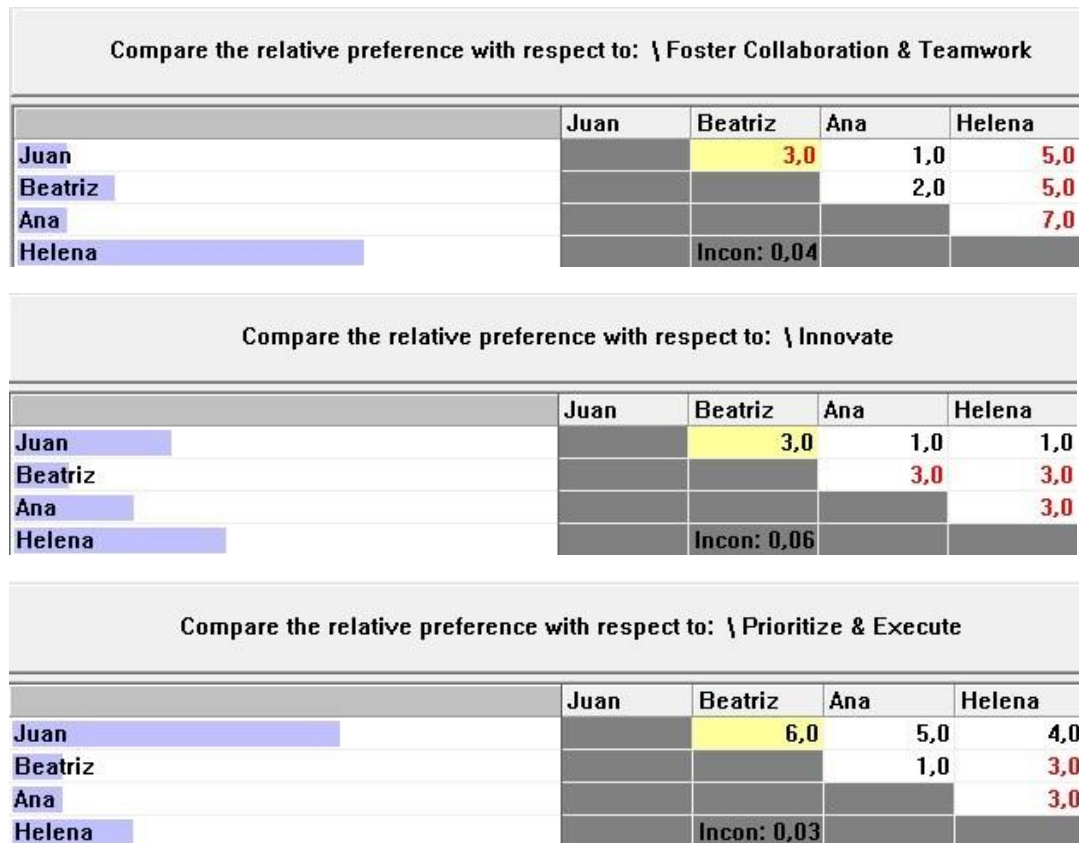 Compare the relative preference with respect to: \ Foster Collaboration & Teamwork
Juan Beatriz Ana Helena
Juan 3,0 1,0 5,0
Beatriz 2,0 5,0
Ana 7,0
Helena Incon: 0,04
Compare the relative preference with respect to: \ Innovate
Juan Beatriz Ana Helena
Juan 3,0 1,0 1,0
Beatriz 3,0 3,0
Ana 3,0
Helena Incon: 0,06
Compare the relative preference with respect to: \ Prioritize & Execute
Juan Beatriz Ana Helena
Juan 6,0 5,0 4,0
Beatriz 1,0 3,0
Ana 3,0
Helena Incon: 0,03